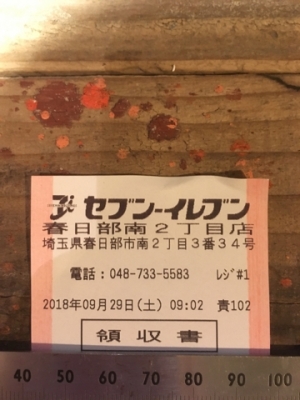 セブン-イレブン
春日部南２丁目店
埼玉県春日部市南２丁目３番３４号
電話：048-733-5583 ﾚｼﾞ#1
2018年09月29日(土) 09:02 責102
領収書
40 50 60 70 80 90 100